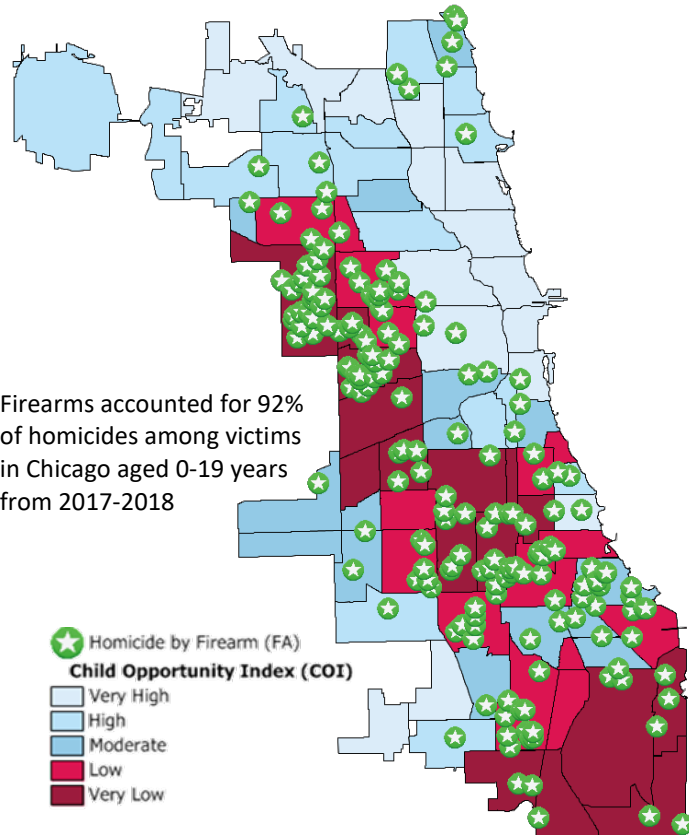 Firearms accounted for 92%
of homicides among victims
in Chicago aged 0-19 years
from 2017-2018
Homicide by Firearm (FA)
Child Opportunity Index (COI)
Very High
High
Moderate
Low
Very Low